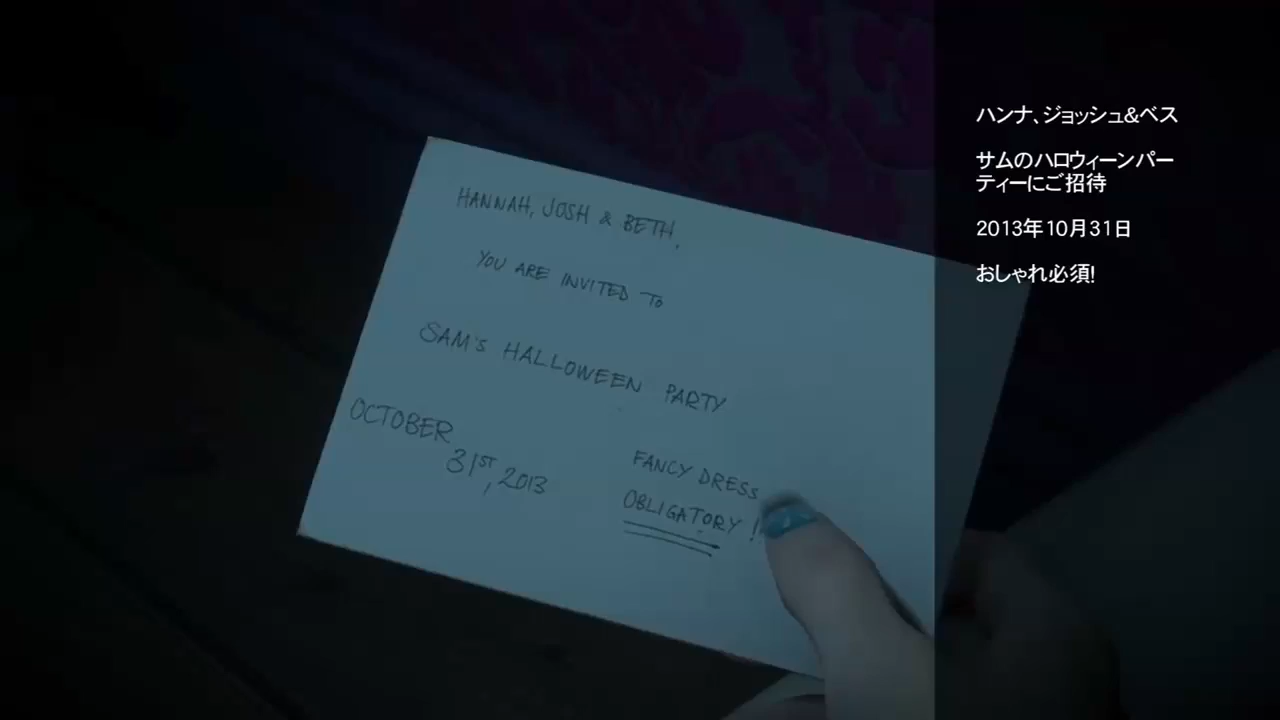 HANNAH, JOSH & BETH,
YOU ARE INVITED TO
SAM'S HALLOWEEN PARTY
OCTOBER
31ST, 2013
FANCY DRESS
OBLIGATORY !!
ハンナ、ジョッシュ&ベス
サムのハロウィーンパー
ティーにご招待
2013年10月31日
おしゃれ必須!